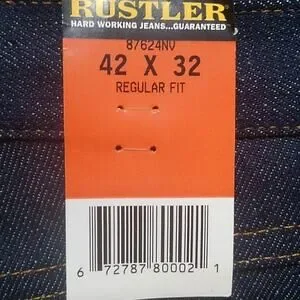 RUSTLER®
HARD WORKING JEANS...GUARANTEED
87624NV
42 X 32
REGULAR FIT
6 72787 80002 1